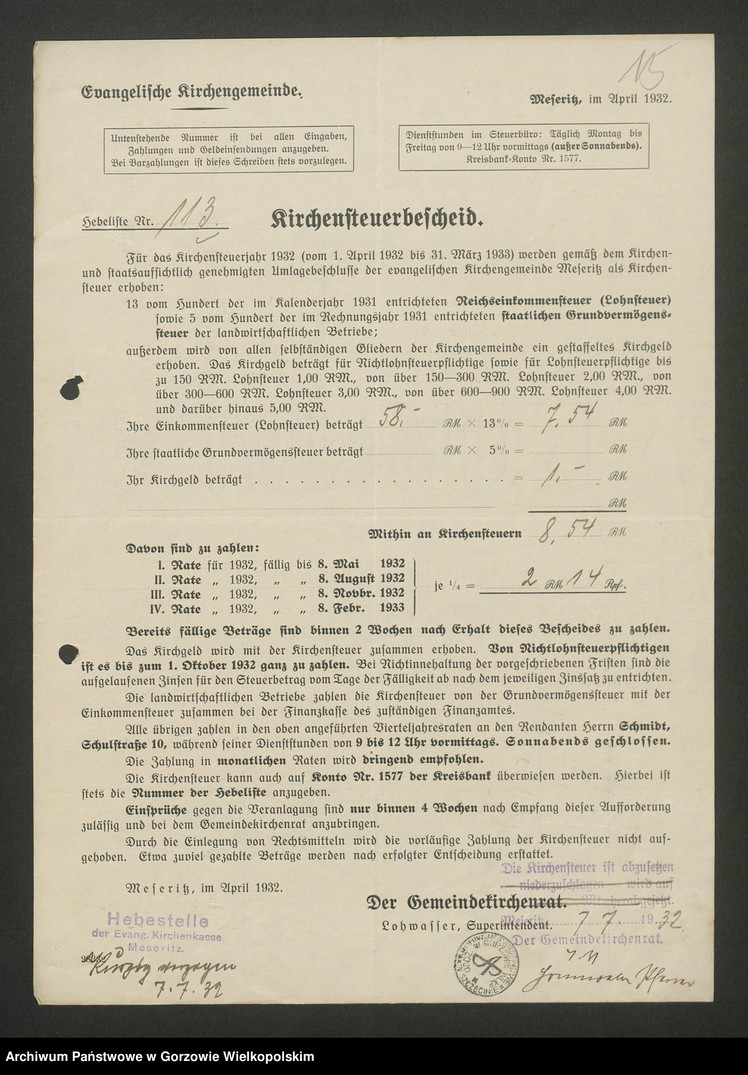 15
Evangelische Kirchengemeinde.
Meseritz, im April 1932.
Untenstehende Nummer ist bei allen Eingaben,
Zahlungen und Geldeinsendungen anzugeben.
Bei Barzahlungen ist dieses Schreiben stets vorzulegen.
Dienststunden im Steuerbüro: Täglich Montag bis
Freitag von 9—12 Uhr vormittags (außer Sonnabends).
Kreisbank-Konto Nr. 1577.
Hebeliste Nr. 113.
Kirchensteuerbescheid.
Für das Kirchensteuerjahr 1932 (vom 1. April 1932 bis 31. März 1933) werden gemäß dem Kirchen-
und staatsaufsichtlich genehmigten Umlagebeschlusse der evangelischen Kirchengemeinde Meseritz als Kirchen-
steuer erhoben:
13 vom Hundert der im Kalenderjahr 1931 entrichteten Reichseinkommensteuer (Lohnsteuer)
sowie 5 vom Hundert der im Rechnungsjahr 1931 entrichteten staatlichen Grundvermögens-
steuer der landwirtschaftlichen Betriebe;
außerdem wird von allen selbständigen Gliedern der Kirchengemeinde ein gestaffeltes Kirchgeld
erhoben. Das Kirchgeld beträgt für Nichtlohnsteuerpflichtige sowie für Lohnsteuerpflichtige bis
zu 150 RM. Lohnsteuer 1,00 RM., von über 150—300 RM. Lohnsteuer 2,00 RM., von
über 300—600 RM. Lohnsteuer 3,00 RM., von über 600—900 RM. Lohnsteuer 4,00 RM.
und darüber hinaus 5,00 RM.
Ihre Einkommensteuer (Lohnsteuer) beträgt 58.- RM × 13% = 7,54 RM
Ihre staatliche Grundvermögenssteuer beträgt RM × 5% = RM
Ihr Kirchgeld beträgt . . . . . . . . . . . . . . . . . = 1.- RM
RM
Mithin an Kirchensteuern 8,54 RM
Davon sind zu zahlen:
I. Rate für 1932, fällig bis 8. Mai 1932
II. Rate „ 1932, „ „ 8. August 1932
III. Rate „ 1932, „ „ 8. Novbr. 1932
IV. Rate „ 1932, „ „ 8. Febr. 1933
je 1/4 = 2 RM 14 Rpf.
Bereits fällige Beträge sind binnen 2 Wochen nach Erhalt dieses Bescheides zu zahlen.
Das Kirchgeld wird mit der Kirchensteuer zusammen erhoben. Von Nichtlohnsteuerpflichtigen
ist es bis zum 1. Oktober 1932 ganz zu zahlen. Bei Nichtinnehaltung der vorgeschriebenen Fristen sind die
aufgelaufenen Zinsen für den Steuerbetrag vom Tage der Fälligkeit ab nach dem jeweiligen Zinssatz zu entrichten.
Die landwirtschaftlichen Betriebe zahlen die Kirchensteuer von der Grundvermögenssteuer mit der
Einkommensteuer zusammen bei der Finanzkasse des zuständigen Finanzamtes.
Alle übrigen zahlen in den oben angeführten Vierteljahresraten an den Rendanten Herrn Schmidt,
Schulstraße 10, während seiner Dienststunden von 9 bis 12 Uhr vormittags. Sonnabends geschlossen.
Die Zahlung in monatlichen Raten wird dringend empfohlen.
Die Kirchensteuer kann auch auf Konto Nr. 1577 der Kreisbank überwiesen werden. Hierbei ist
stets die Nummer der Hebeliste anzugeben.
Einsprüche gegen die Veranlagung sind nur binnen 4 Wochen nach Empfang dieser Aufforderung
zulässig und bei dem Gemeindekirchenrat anzubringen.
Durch die Einlegung von Rechtsmitteln wird die vorläufige Zahlung der Kirchensteuer nicht auf-
gehoben. Etwa zuviel gezahlte Beträge werden nach erfolgter Entscheidung erstattet.
Die Kirchensteuer ist abzusetzen
niederzuschlagen wird auf
Meseritz, im April 1932.
Der Gemeindekirchenrat.
Lohwasser, Superintendent.
Meseritz 7 7. 1932
Der Gemeindekirchenrat.
Hebestelle
der Evang. Kirchenkasse
Meseritz.
7.7.32
Pfarrer
Archiwum Państwowe w Gorzowie Wielkopolskim